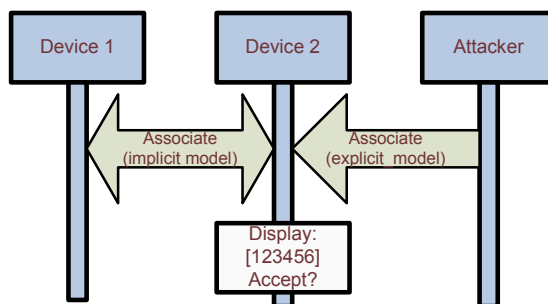 Device 1
Device 2
Attacker
Associate
(implicit model)
Associate
(explicit_model)
Display:
[123456]
Accept?